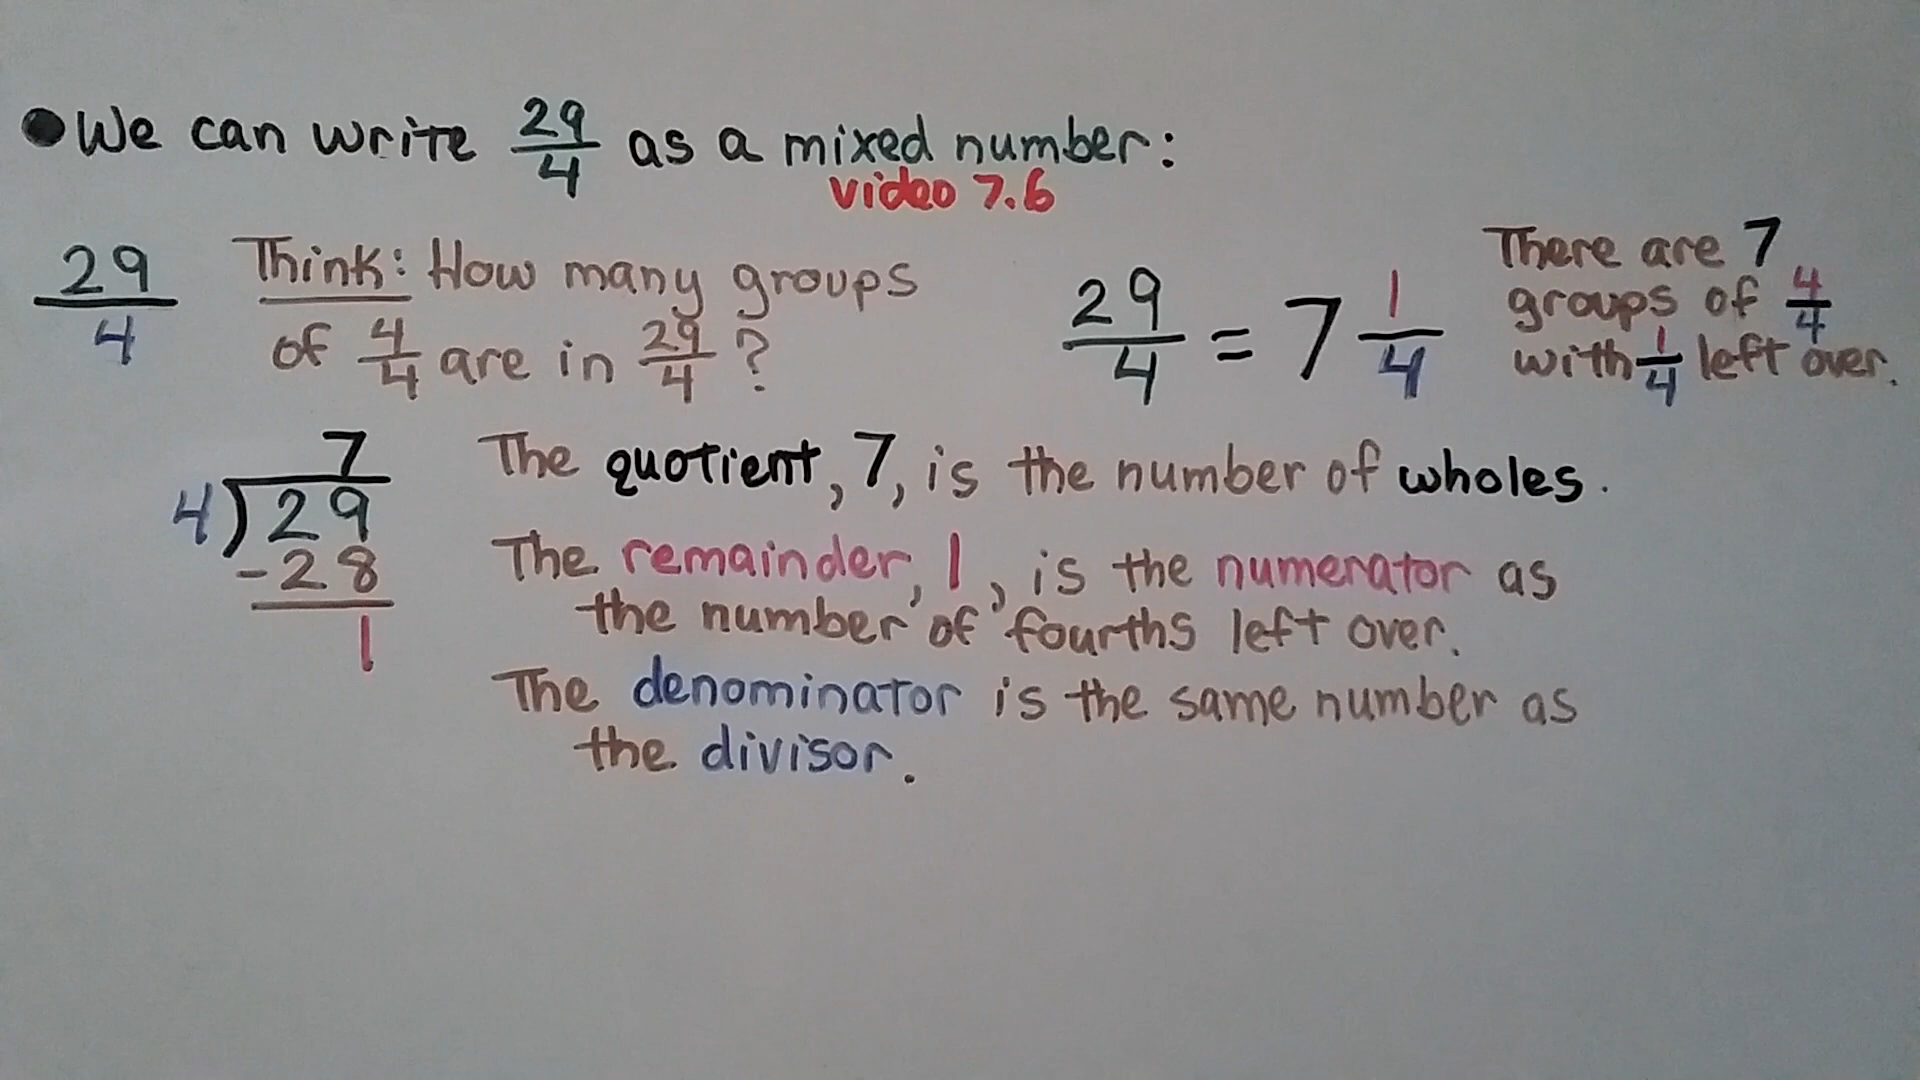 • We can write 29/4 as a mixed number:
video 7.6
29/4
Think: How many groups
of 4/4 are in 29/4?
29/4 = 7 1/4
There are 7
groups of 4/4
with 1/4 left over.
7
4)29
-28
1
The quotient, 7, is the number of wholes.
The remainder, 1, is the numerator as
the number of fourths left over.
The denominator is the same number as
the divisor.